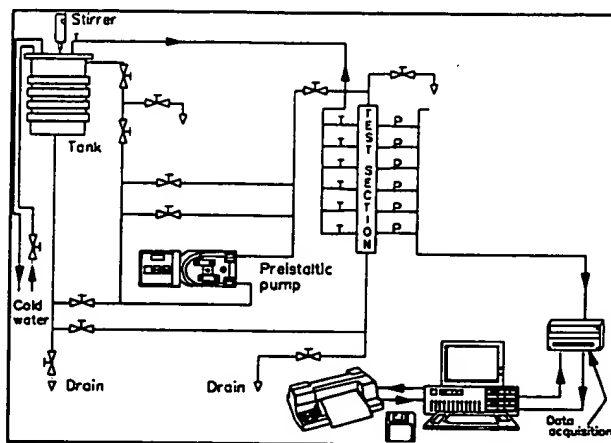 Stirrer
Tank
TEST SECTION
T P
T P
T P
T P
T P
T P
Preistaltic
pump
Cold
water
Drain
Drain
Data
acquisition